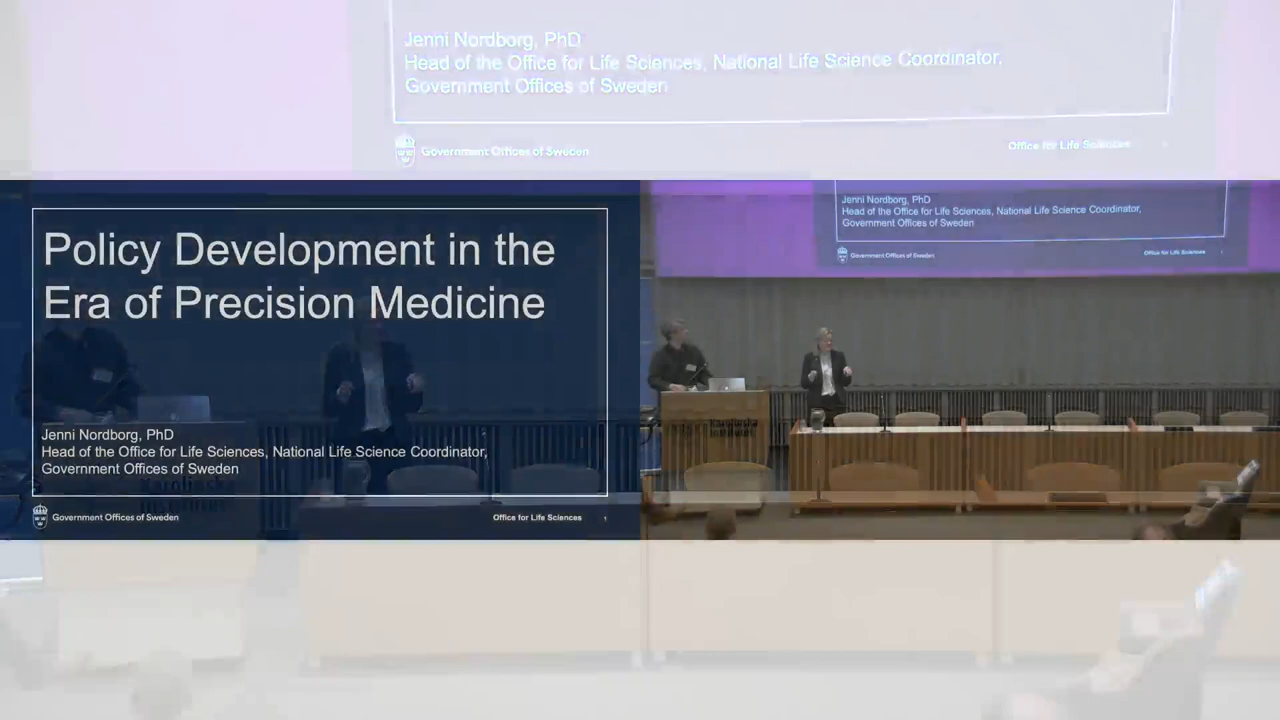 Jenni Nordborg, PhD
Head of the Office for Life Sciences, National Life Science Coordinator,
Government Offices of Sweden
Government Offices of Sweden
Office for Life Sciences
Policy Development in the
Era of Precision Medicine
Jenni Nordborg, PhD
Head of the Office for Life Sciences, National Life Science Coordinator,
Government Offices of Sweden
Government Offices of Sweden
Office for Life Sciences
1
Jenni Nordborg, PhD
Head of the Office for Life Sciences, National Life Science Coordinator,
Government Offices of Sweden
Government Offices of Sweden
Office for Life Sciences
Karolinska
Institutet
Karolinska